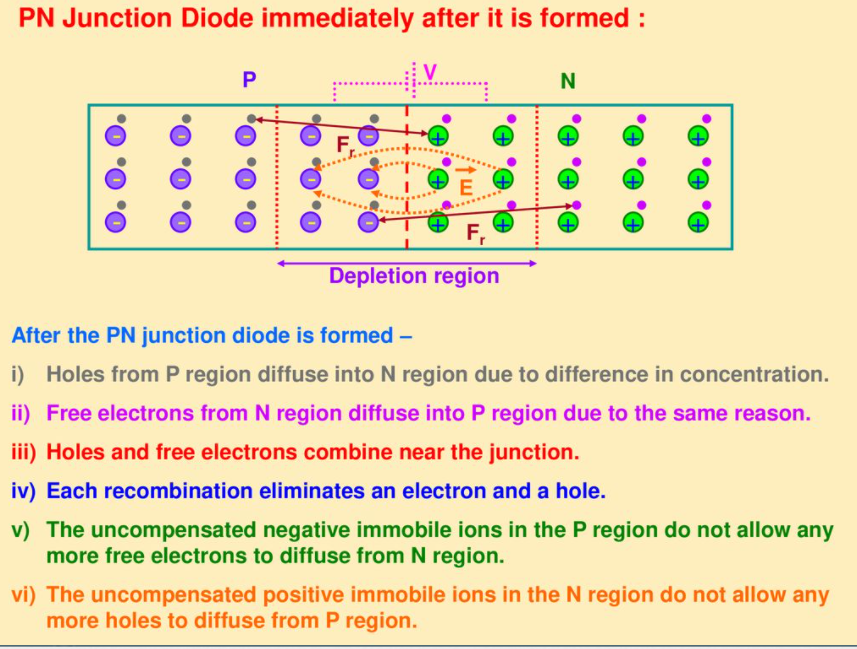 PN Junction Diode immediately after it is formed :
P
V
N
Fr
E
Fr
Depletion region
After the PN junction diode is formed –
i) Holes from P region diffuse into N region due to difference in concentration.
ii) Free electrons from N region diffuse into P region due to the same reason.
iii) Holes and free electrons combine near the junction.
iv) Each recombination eliminates an electron and a hole.
v) The uncompensated negative immobile ions in the P region do not allow any
more free electrons to diffuse from N region.
vi) The uncompensated positive immobile ions in the N region do not allow any
more holes to diffuse from P region.